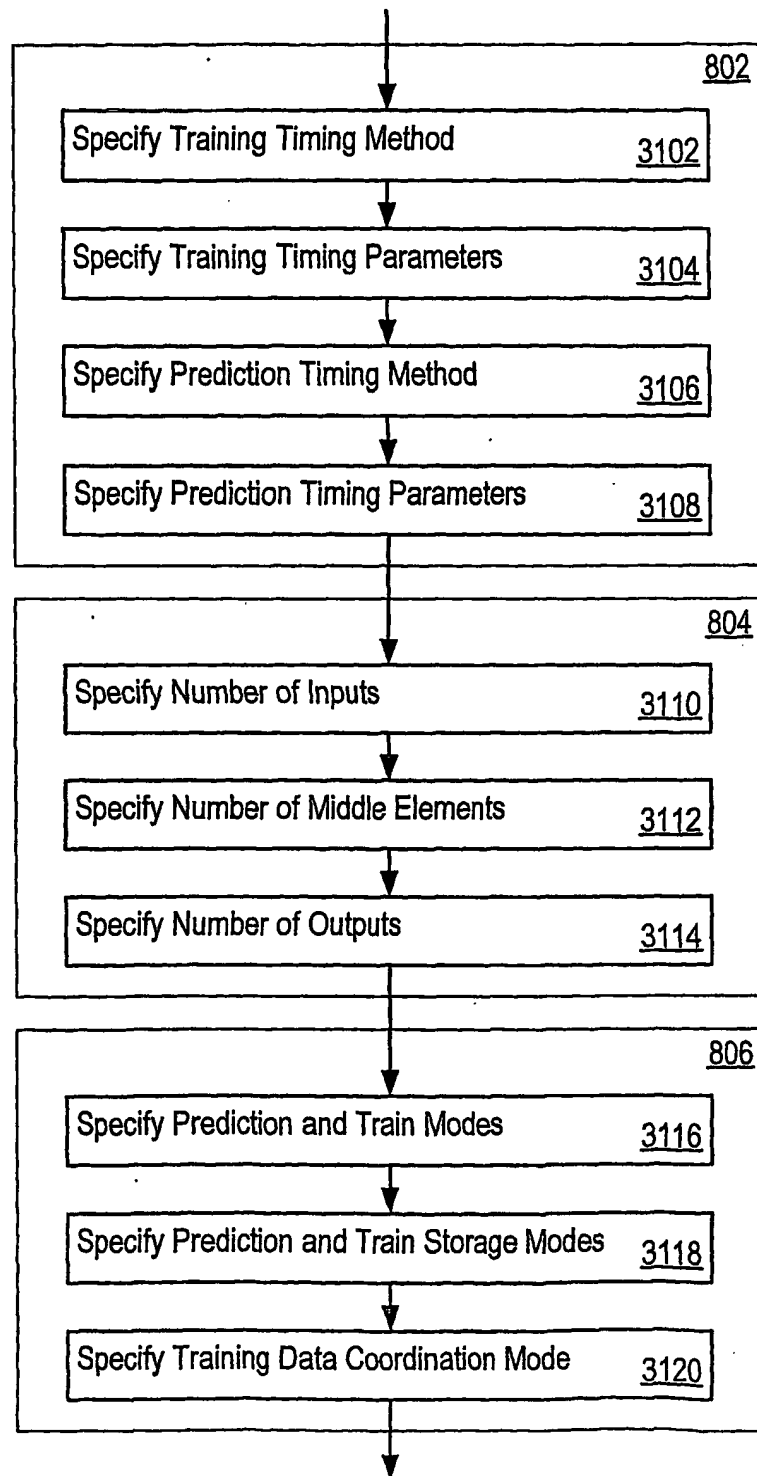 802
Specify Training Timing Method 3102
Specify Training Timing Parameters 3104
Specify Prediction Timing Method 3106
Specify Prediction Timing Parameters 3108
804
Specify Number of Inputs 3110
Specify Number of Middle Elements 3112
Specify Number of Outputs 3114
806
Specify Prediction and Train Modes 3116
Specify Prediction and Train Storage Modes 3118
Specify Training Data Coordination Mode 3120